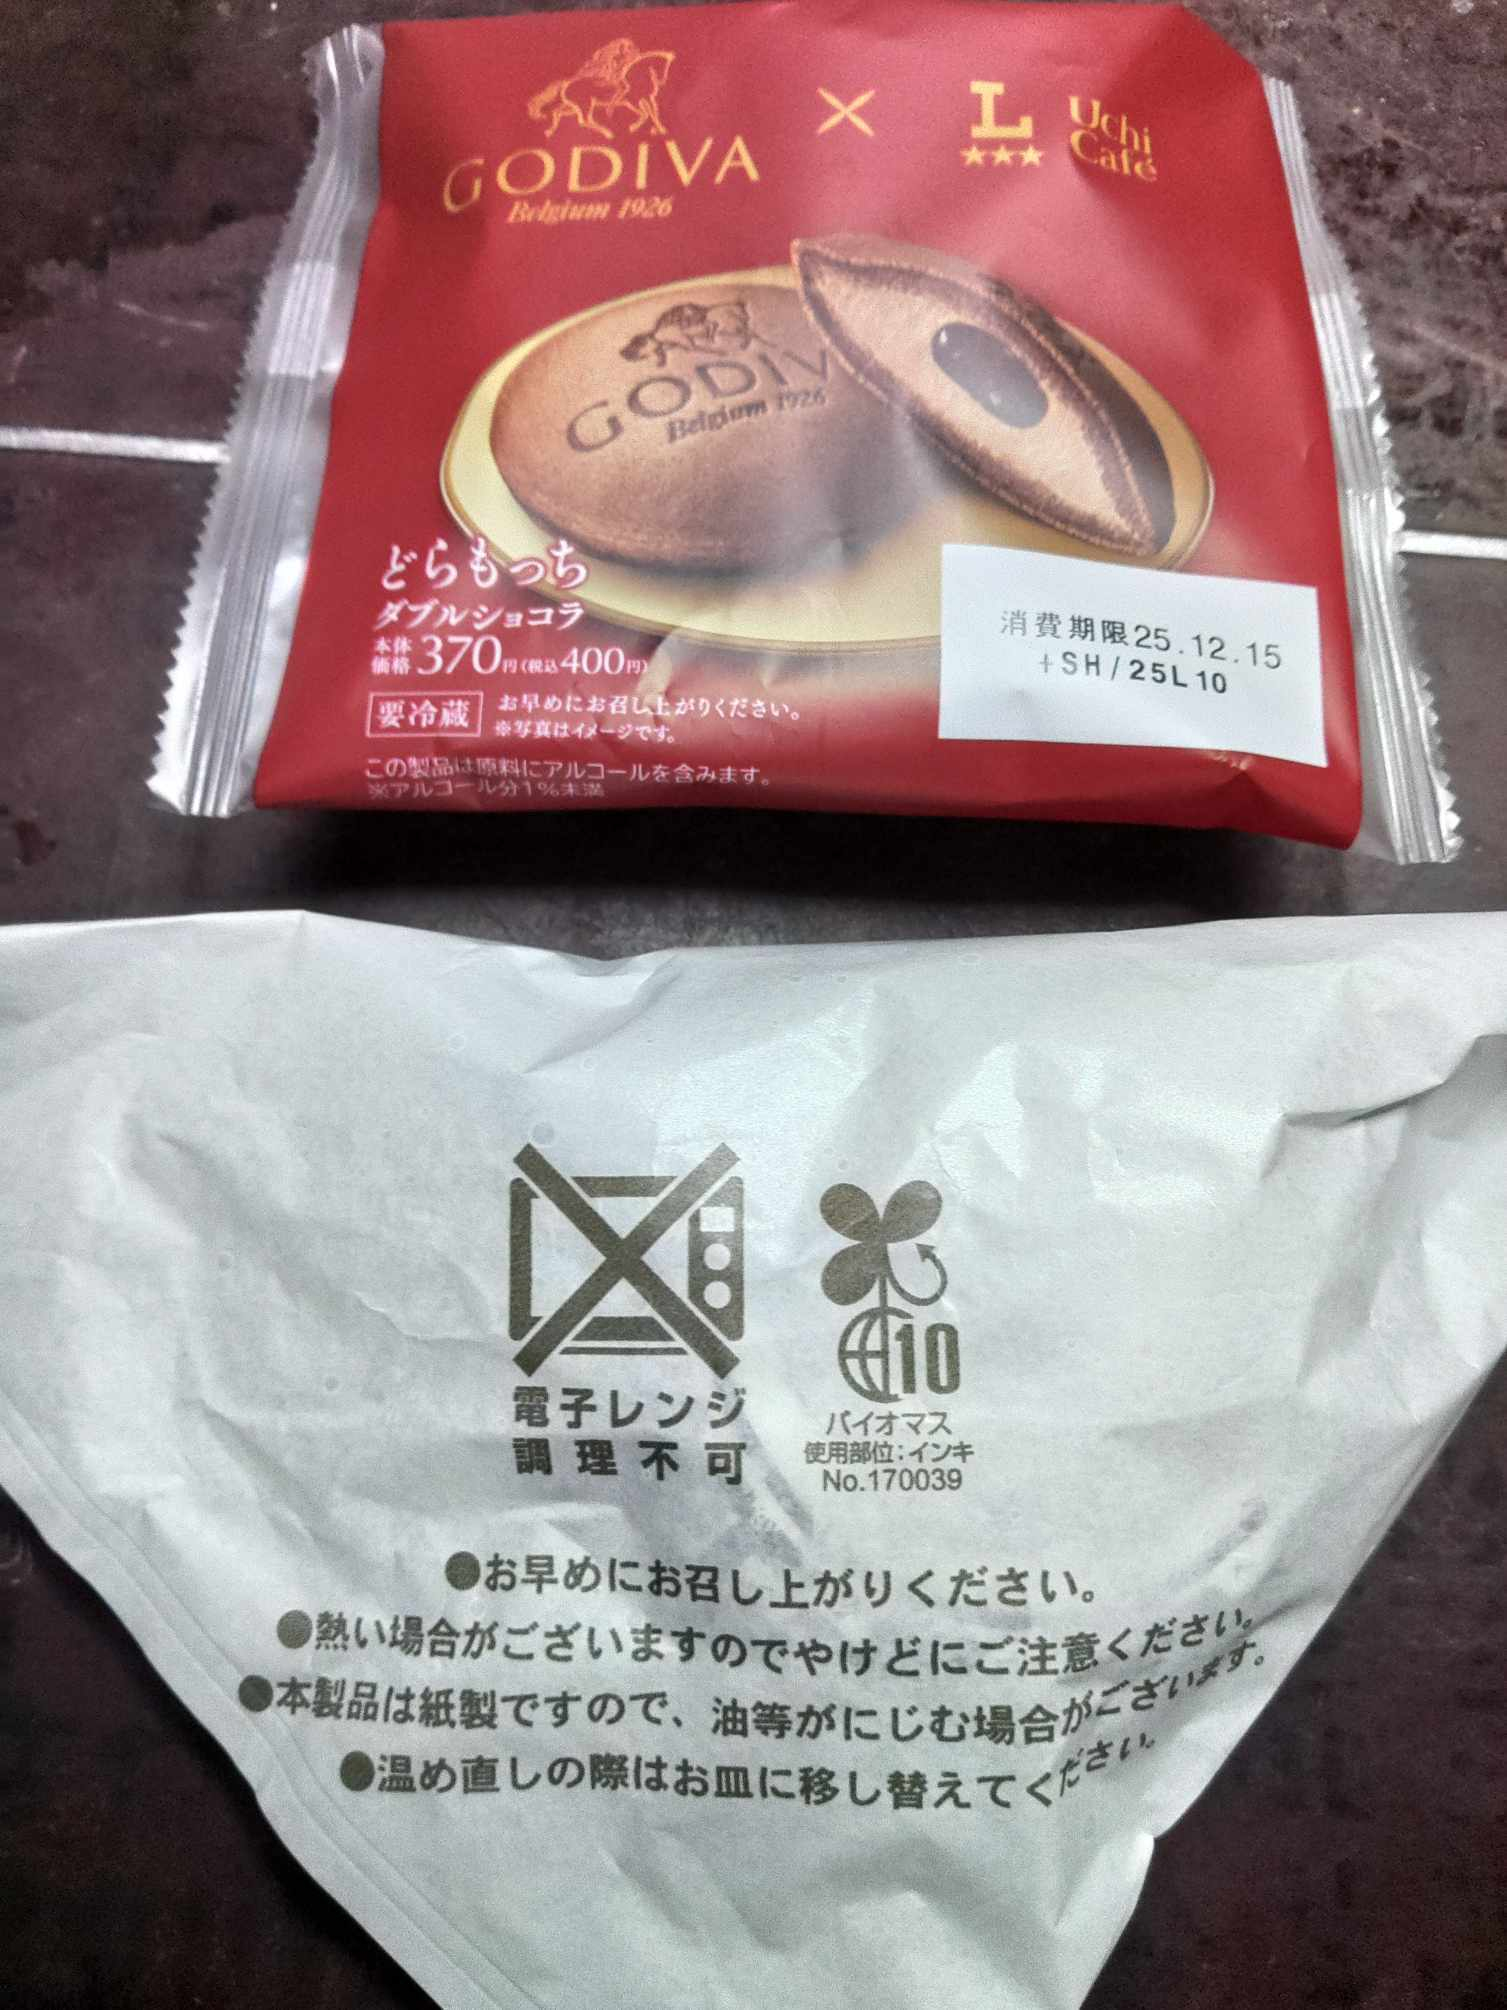 GODIVA
Belgium 1926
×
L
★★★
Uchi
Café
GODIV
Belgium 1926
どらもっち
ダブルショコラ
本体価格370円(税込400円)
要冷蔵
お早めにお召し上がりください。
※写真はイメージです。
この製品は原料にアルコールを含みます。
※アルコール分1%未満
消費期限25.12.15
+SH/25L10
電子レンジ
調理不可
10
バイオマス
使用部位:インキ
No.170039
●お早めにお召し上がりください。
●熱い場合がございますのでやけどにご注意ください。
●本製品は紙製ですので、油等がにじむ場合がございます。
●温め直しの際はお皿に移し替えてください。